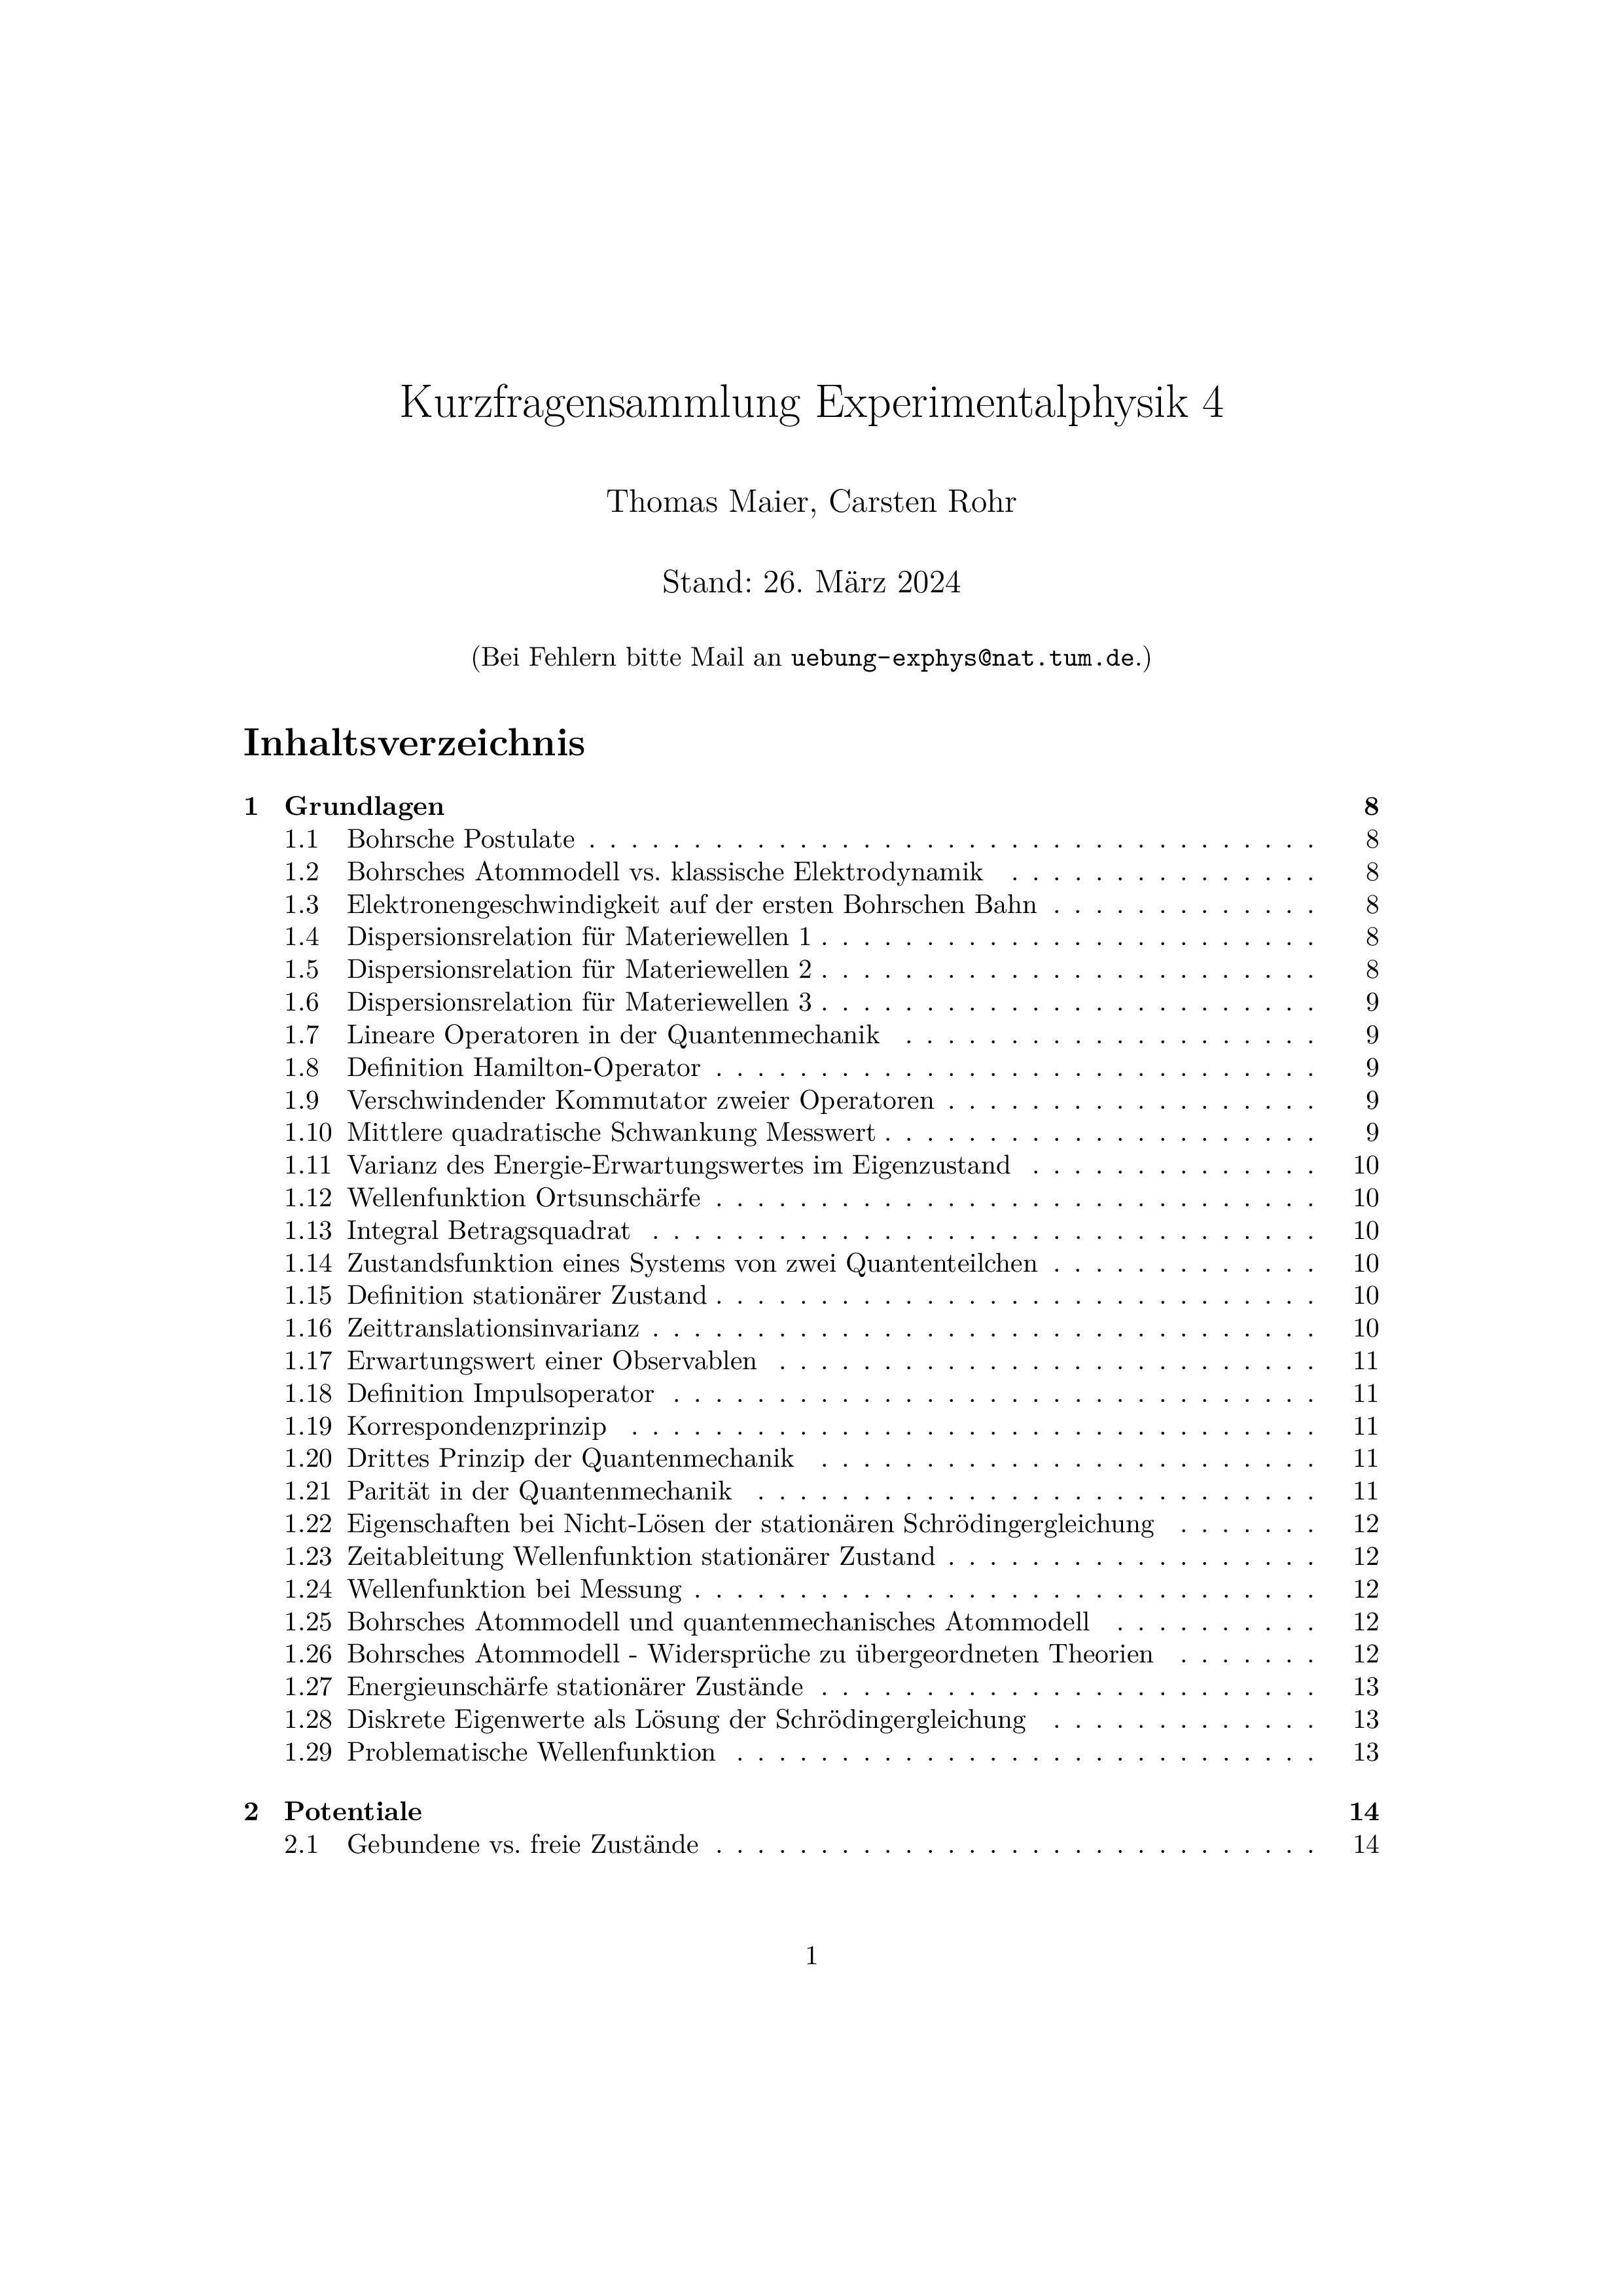 Kurzfragensammlung Experimentalphysik 4
Thomas Maier, Carsten Rohr
Stand: 26. März 2024
(Bei Fehlern bitte Mail an uebung-exphys@nat.tum.de.)
Inhaltsverzeichnis
1 Grundlagen 8
1.1 Bohrsche Postulate . . . . . . . . . . . . . . . . . . . . . . . . . . . . . . . . . . . 8
1.2 Bohrsches Atommodell vs. klassische Elektrodynamik . . . . . . . . . . . . . . . 8
1.3 Elektronengeschwindigkeit auf der ersten Bohrschen Bahn . . . . . . . . . . . . . 8
1.4 Dispersionsrelation für Materiewellen 1 . . . . . . . . . . . . . . . . . . . . . . . . 8
1.5 Dispersionsrelation für Materiewellen 2 . . . . . . . . . . . . . . . . . . . . . . . . 8
1.6 Dispersionsrelation für Materiewellen 3 . . . . . . . . . . . . . . . . . . . . . . . . 9
1.7 Lineare Operatoren in der Quantenmechanik . . . . . . . . . . . . . . . . . . . . 9
1.8 Definition Hamilton-Operator . . . . . . . . . . . . . . . . . . . . . . . . . . . . . 9
1.9 Verschwindender Kommutator zweier Operatoren . . . . . . . . . . . . . . . . . . 9
1.10 Mittlere quadratische Schwankung Messwert . . . . . . . . . . . . . . . . . . . . . 9
1.11 Varianz des Energie-Erwartungswertes im Eigenzustand . . . . . . . . . . . . . . 10
1.12 Wellenfunktion Ortsunschärfe . . . . . . . . . . . . . . . . . . . . . . . . . . . . . 10
1.13 Integral Betragsquadrat . . . . . . . . . . . . . . . . . . . . . . . . . . . . . . . . 10
1.14 Zustandsfunktion eines Systems von zwei Quantenteilchen . . . . . . . . . . . . . 10
1.15 Definition stationärer Zustand . . . . . . . . . . . . . . . . . . . . . . . . . . . . . 10
1.16 Zeittranslationsinvarianz . . . . . . . . . . . . . . . . . . . . . . . . . . . . . . . . 10
1.17 Erwartungswert einer Observablen . . . . . . . . . . . . . . . . . . . . . . . . . . 11
1.18 Definition Impulsoperator . . . . . . . . . . . . . . . . . . . . . . . . . . . . . . . 11
1.19 Korrespondenzprinzip . . . . . . . . . . . . . . . . . . . . . . . . . . . . . . . . . 11
1.20 Drittes Prinzip der Quantenmechanik . . . . . . . . . . . . . . . . . . . . . . . . 11
1.21 Parität in der Quantenmechanik . . . . . . . . . . . . . . . . . . . . . . . . . . . 11
1.22 Eigenschaften bei Nicht-Lösen der stationären Schrödingergleichung . . . . . . . 12
1.23 Zeitableitung Wellenfunktion stationärer Zustand . . . . . . . . . . . . . . . . . . 12
1.24 Wellenfunktion bei Messung . . . . . . . . . . . . . . . . . . . . . . . . . . . . . . 12
1.25 Bohrsches Atommodell und quantenmechanisches Atommodell . . . . . . . . . . 12
1.26 Bohrsches Atommodell - Widersprüche zu übergeordneten Theorien . . . . . . . 12
1.27 Energieunschärfe stationärer Zustände . . . . . . . . . . . . . . . . . . . . . . . . 13
1.28 Diskrete Eigenwerte als Lösung der Schrödingergleichung . . . . . . . . . . . . . 13
1.29 Problematische Wellenfunktion . . . . . . . . . . . . . . . . . . . . . . . . . . . . 13
2 Potentiale 14
2.1 Gebundene vs. freie Zustände . . . . . . . . . . . . . . . . . . . . . . . . . . . . . 14
1